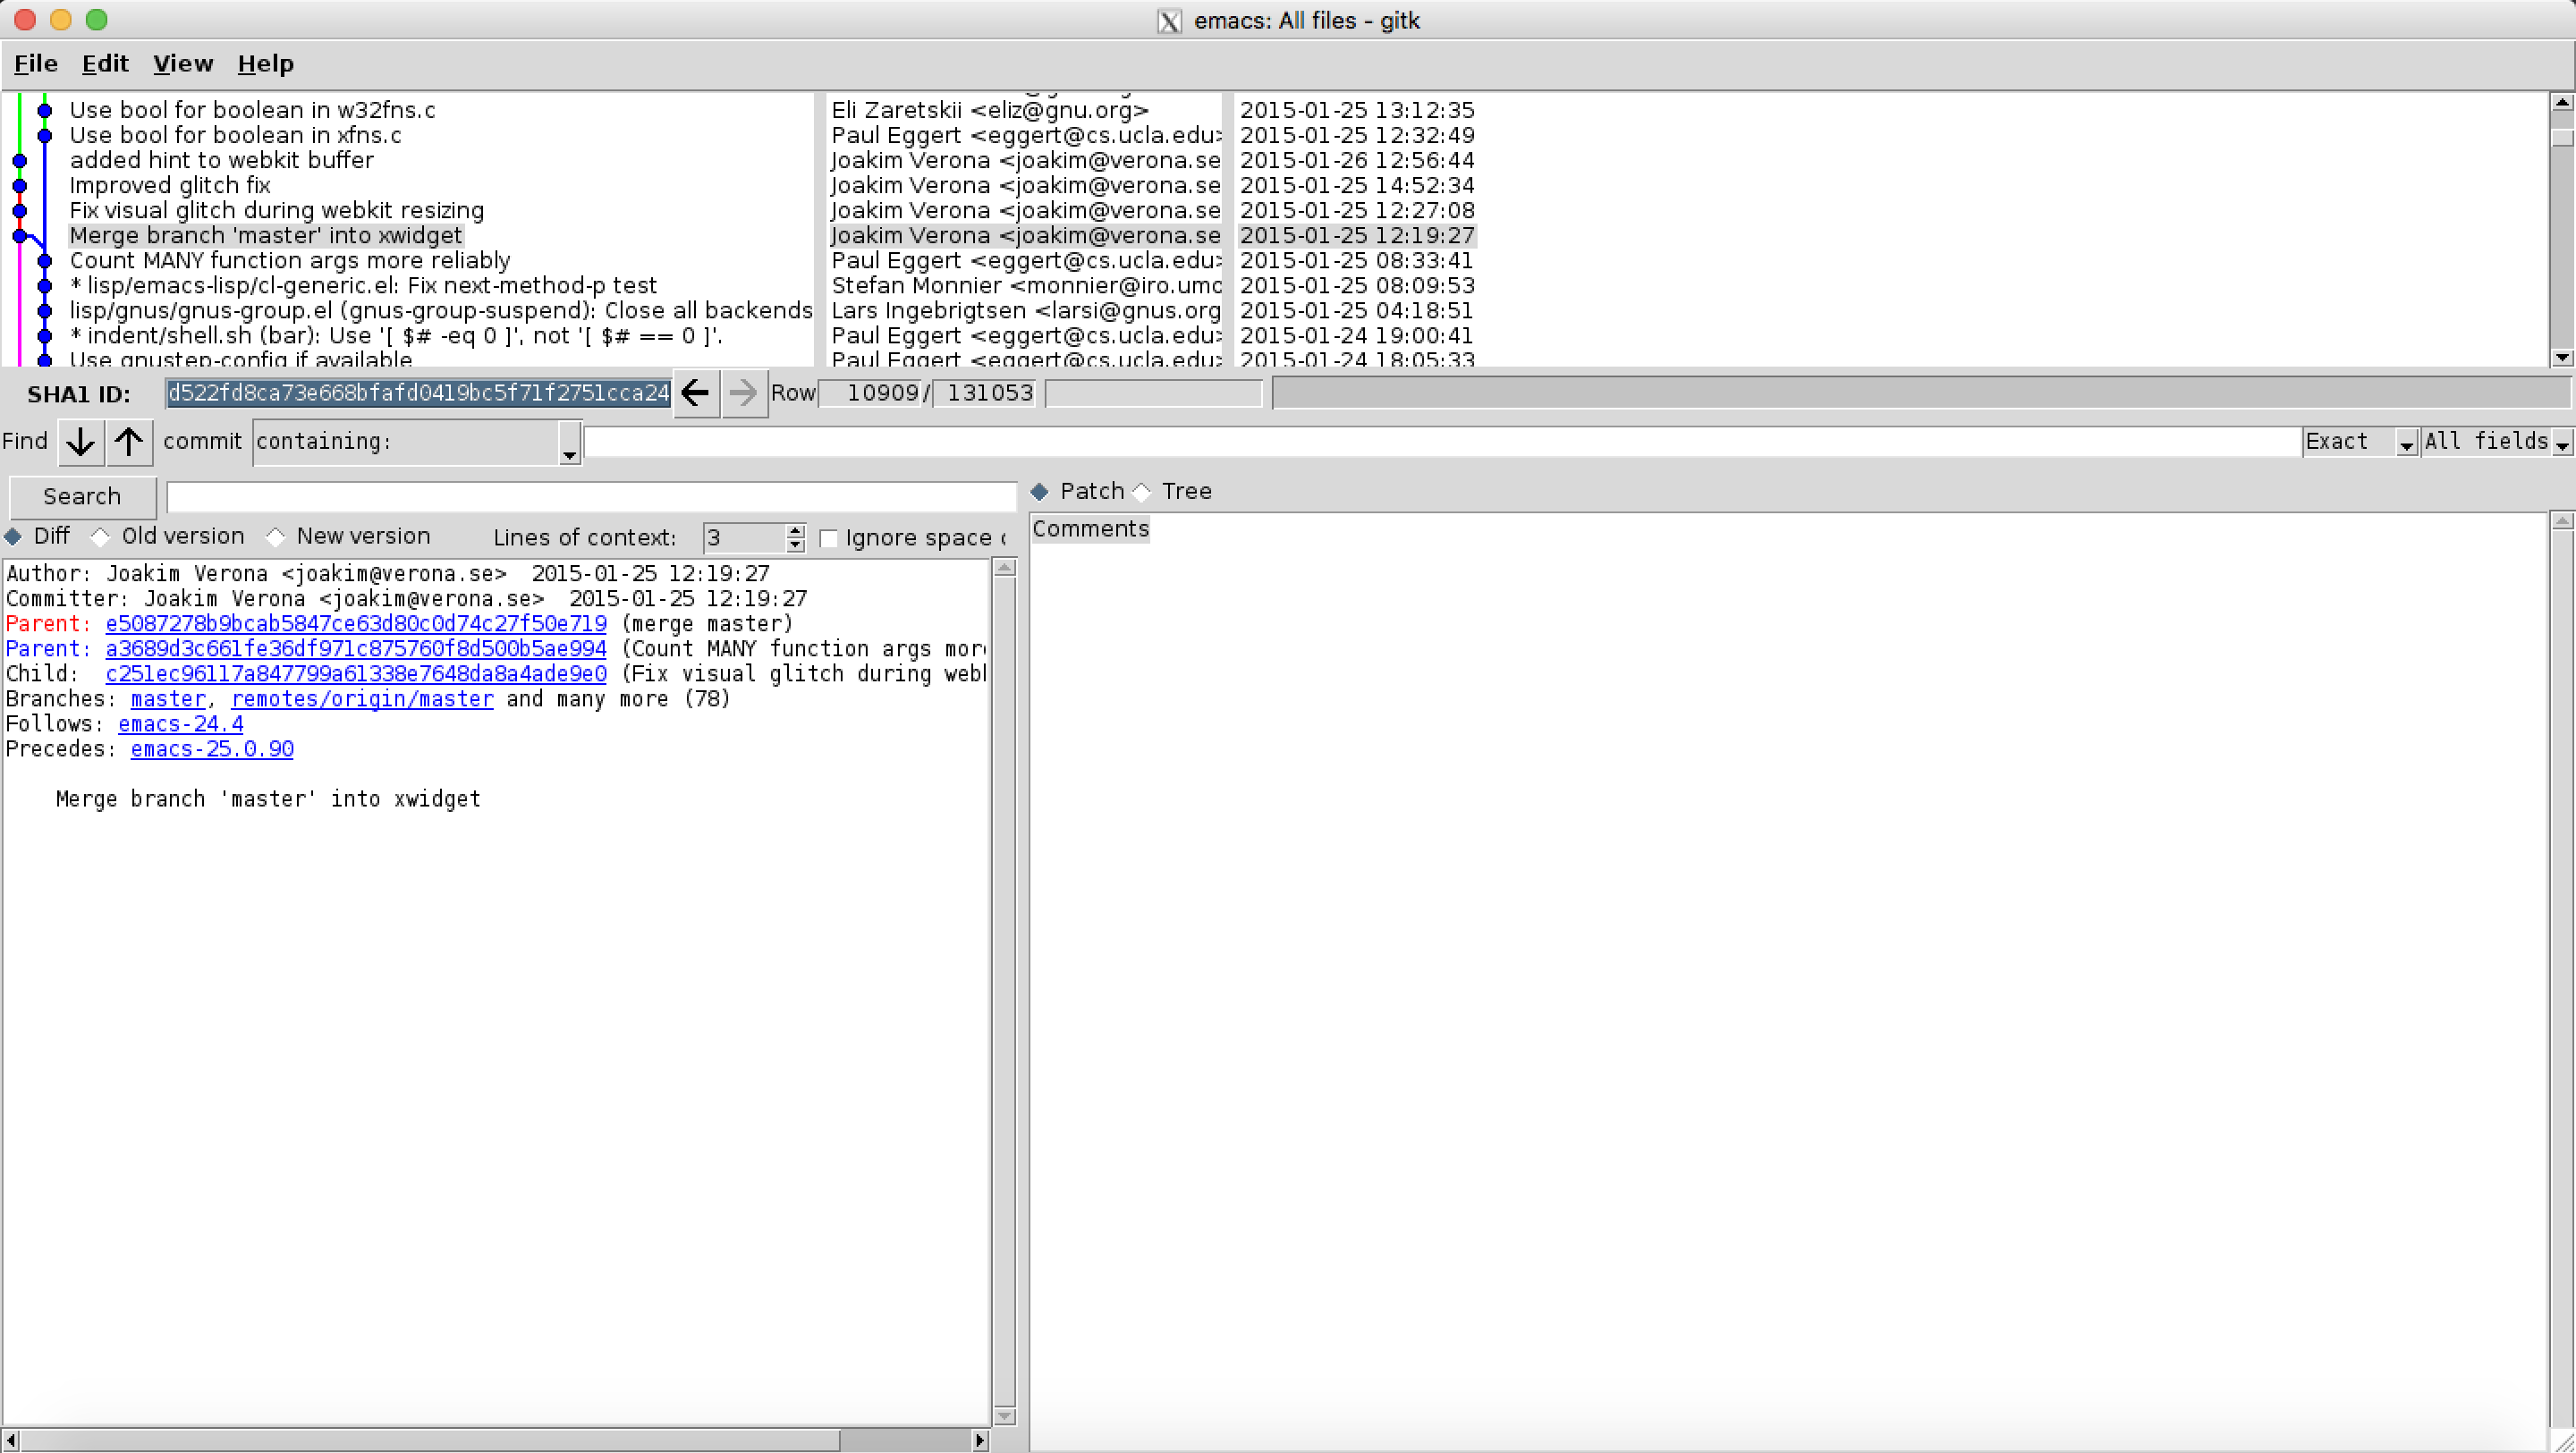 emacs: All files - gitk
File Edit View Help
Use bool for boolean in w32fns.c Eli Zaretskii <eliz@gnu.org> 2015-01-25 13:12:35
Use bool for boolean in xfns.c Paul Eggert <eggert@cs.ucla.edu> 2015-01-25 12:32:49
added hint to webkit buffer Joakim Verona <joakim@verona.se 2015-01-26 12:56:44
Improved glitch fix Joakim Verona <joakim@verona.se 2015-01-25 14:52:34
Fix visual glitch during webkit resizing Joakim Verona <joakim@verona.se 2015-01-25 12:27:08
Merge branch 'master' into xwidget Joakim Verona <joakim@verona.se 2015-01-25 12:19:27
Count MANY function args more reliably Paul Eggert <eggert@cs.ucla.edu> 2015-01-25 08:33:41
* lisp/emacs-lisp/cl-generic.el: Fix next-method-p test Stefan Monnier <monnier@iro.umo 2015-01-25 08:09:53
lisp/gnus/gnus-group.el (gnus-group-suspend): Close all backends Lars Ingebrigtsen <larsi@gnus.org 2015-01-25 04:18:51
* indent/shell.sh (bar): Use '[ $# -eq 0 ]', not '[ $# == 0 ]'. Paul Eggert <eggert@cs.ucla.edu> 2015-01-24 19:00:41
Use gnustep-config if available Paul Eggert <eggert@cs.ucla.edu> 2015-01-24 18:05:33
SHA1 ID: d522fd8ca73e668bfafd0419bc5f71f2751cca24 Row 10909 / 131053
Find commit containing: Exact All fields
Search Patch Tree
Diff Old version New version Lines of context: 3 Ignore space c
Comments
Author: Joakim Verona <joakim@verona.se> 2015-01-25 12:19:27
Committer: Joakim Verona <joakim@verona.se> 2015-01-25 12:19:27
Parent: e5087278b9bcab5847ce63d80c0d74c27f50e719 (merge master)
Parent: a3689d3c661fe36df971c875760f8d500b5ae994 (Count MANY function args more
Child: c251ec96117a847799a61338e7648da8a4ade9e0 (Fix visual glitch during webk
Branches: master, remotes/origin/master and many more (78)
Follows: emacs-24.4
Precedes: emacs-25.0.90
Merge branch 'master' into xwidget